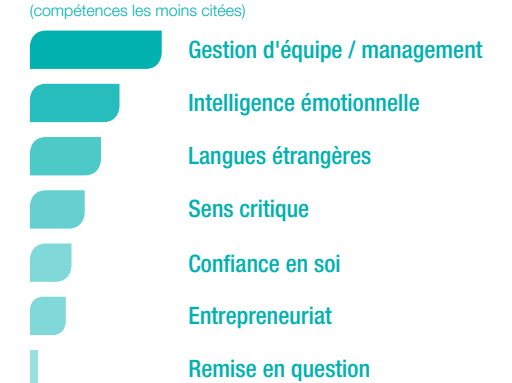 (compétences les moins citées)
Gestion d'équipe / management
Intelligence émotionnelle
Langues étrangères
Sens critique
Confiance en soi
Entrepreneuriat
Remise en question